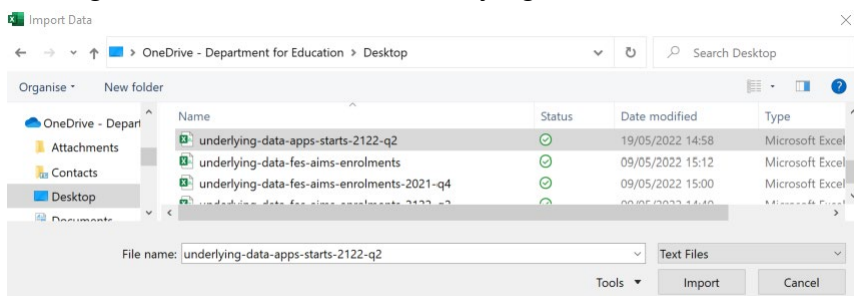 Import Data
OneDrive - Department for Education > Desktop
Search Desktop
Organise
New folder
Name
Status
Date modified
Type
OneDrive - Depart
Attachments
Contacts
Desktop
Documents
underlying-data-apps-starts-2122-q2
19/05/2022 14:58
Microsoft Excel
underlying-data-fes-aims-enrolments
09/05/2022 15:12
Microsoft Excel
underlying-data-fes-aims-enrolments-2021-q4
09/05/2022 15:00
Microsoft Excel
File name:
underlying-data-apps-starts-2122-q2
Text Files
Tools
Import
Cancel